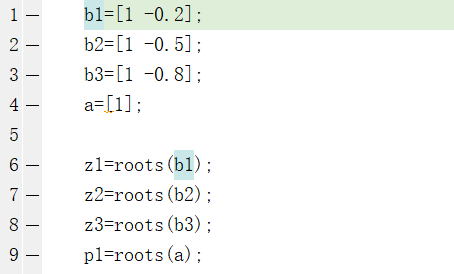 1 — b1=[1 -0.2];
2 — b2=[1 -0.5];
3 — b3=[1 -0.8];
4 — a=[1];
5
6 — z1=roots(b1);
7 — z2=roots(b2);
8 — z3=roots(b3);
9 — p1=roots(a);